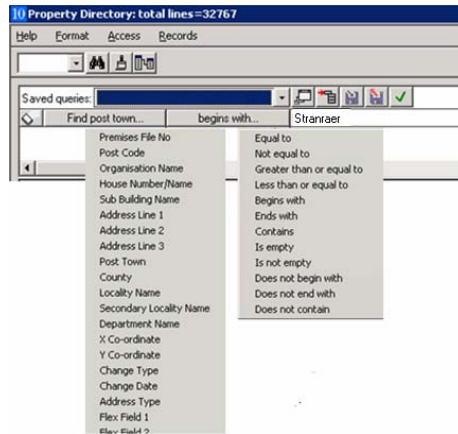 10 Property Directory: total lines=32767
Help Format Access Records
Saved queries:
Find post town... begins with... Stranraer
Premises File No
Post Code
Organisation Name
House Number/Name
Sub Building Name
Address Line 1
Address Line 2
Address Line 3
Post Town
County
Locality Name
Secondary Locality Name
Department Name
X Co-ordinate
Y Co-ordinate
Change Type
Change Date
Address Type
Flex Field 1
Flex Field 2
Equal to
Not equal to
Greater than or equal to
Less than or equal to
Begins with
Ends with
Contains
Is empty
Is not empty
Does not begin with
Does not end with
Does not contain